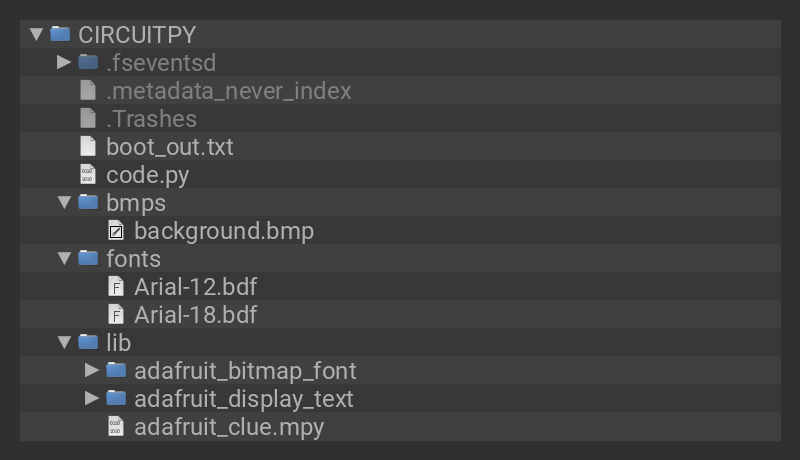 CIRCUITPY
.fseventsd
.metadata_never_index
.Trashes
boot_out.txt
code.py
bmps
background.bmp
fonts
Arial-12.bdf
Arial-18.bdf
lib
adafruit_bitmap_font
adafruit_display_text
adafruit_clue.mpy